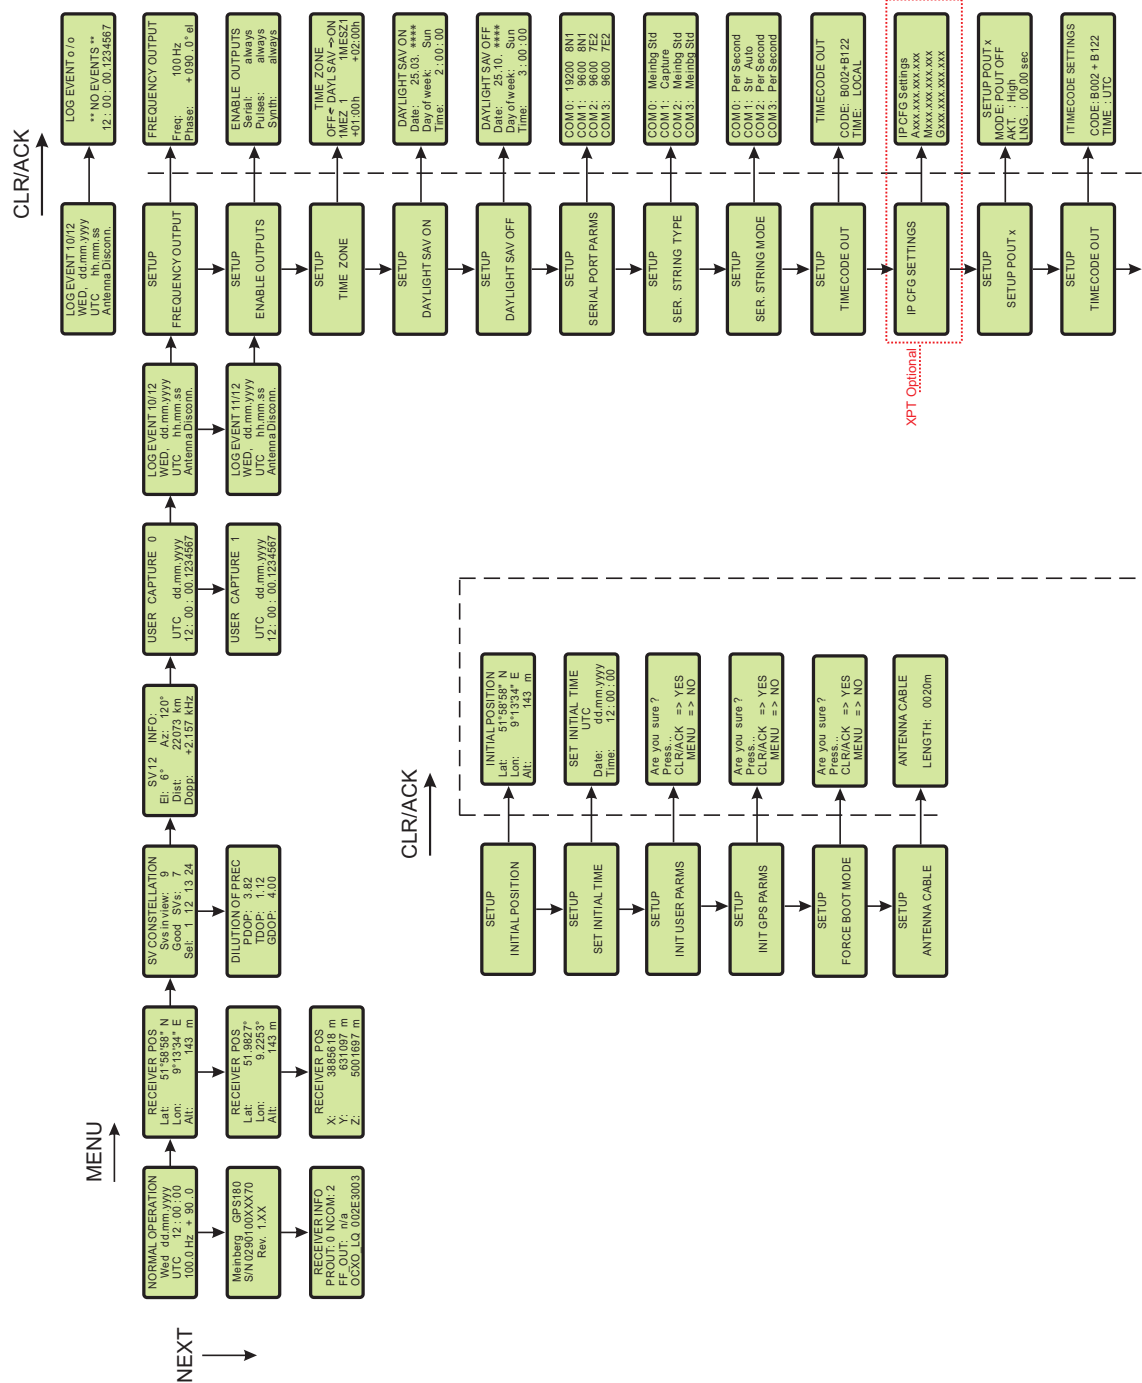 NEXT
MENU
CLR/ACK
NORMAL OPERATION
Wed dd.mm.yyyy
UTC 12:00:00
100.0 Hz + 90.0
Meinberg GPS180
S/N 0290100XXX70
Rev. 1.XX
RECEIVER INFO
PROUT: 0 NCOM: 2
FF_OUT: n/a
OCXO_LQ 002E3003
RECEIVER POS
Lat: 51°58'58" N
Lon: 9°13'34" E
Alt: 143 m
RECEIVER POS
Lat: 51.9827°
Lon: 9.2253°
Alt: 143 m
RECEIVER POS
X: 3885618 m
Y: 631097 m
Z: 5001697 m
SV CONSTELLATION
Svs in view: 9
Good SVs: 7
Sel: 1 12 13 24
DILUTION OF PREC
PDOP: 3.82
TDOP: 1.12
GDOP: 4.00
SV 12 INFO:
El: 6° Az: 120°
Dist: 22073 km
Dopp: +2.157 kHz
USER CAPTURE 0
UTC dd.mm.yyyy
12: 00: 00.1234567
USER CAPTURE 1
UTC dd.mm.yyyy
12: 00: 00.1234567
LOG EVENT 10/12
WED, dd.mm.yyyy
UTC hh.mm.ss
Antenna Disconn.
LOG EVENT 11/12
WED, dd.mm.yyyy
UTC hh.mm.ss
Antenna Disconn.
LOG EVENT 10/12
WED, dd.mm.yyyy
UTC hh.mm.ss
Antenna Disconn.
LOG EVENT o / o
** NO EVENTS **
12: 00: 00.1234567
SETUP
FREQUENCY OUTPUT
FREQUENCY OUTPUT
Freq: 100Hz
Phase: +090.0° el
SETUP
ENABLE OUTPUTS
ENABLE OUTPUTS
Serial: always
Pulses: always
Synth: always
SETUP
TIME ZONE
TIME ZONE
OFF<= DAYL SAV =>ON
1MEZ 1 1MESZ1
+01:00h +02:00h
SETUP
DAYLIGHT SAV ON
DAYLIGHT SAV ON
Date: 25.03. ****
Day of week: Sun
Time: 2:00:00
SETUP
DAYLIGHT SAV OFF
DAYLIGHT SAV OFF
Date: 25.10. ****
Day of week: Sun
Time: 3:00:00
SETUP
SERIAL PORT PARMS
COM 0: 19200 8N1
COM 1: 9600 8N1
COM 2: 9600 7E2
COM 3: 9600 7E2
SETUP
SER. STRING TYPE
COM 0: Meinbg Std
COM 1: Capture
COM 2: Meinbg Std
COM 3: Meinbg Std
SETUP
SER. STRING MODE
COM 0: Per Second
COM 1: Str Auto
COM 2: Per Second
COM 3: Per Second
SETUP
TIMECODE OUT
TIMECODE OUT
CODE: B002+B122
TIME: LOCAL
XPT Optional
IP CFG SETTINGS
IP CFG Settings
Axxx.xxx.xxx.xxx
Mxxx.xxx.xxx.xxx
Gxxx.xxx.xxx.xxx
SETUP
SETUP POUT x
SETUP POUT x
MODE: POUT OFF
AKT. : High
LNG. : 00.00 sec
SETUP
TIMECODE OUT
ITIMECODE SETTINGS
CODE: B002 + B122
TIME : UTC
CLR/ACK
SETUP
INITIAL POSITION
INITIAL POSITION
Lat: 51°58'58" N
Lon: 9°13'34" E
Alt: 143 m
SETUP
SET INITIAL TIME
SET INITIAL TIME
UTC
Date: dd.mm.yyyy
Time: 12:00:00
SETUP
INIT USER PARMS
Are you sure ?
Press...
CLR/ACK => YES
MENU => NO
SETUP
INIT GPS PARMS
Are you sure ?
Press...
CLR/ACK => YES
MENU => NO
SETUP
FORCE BOOT MODE
Are you sure ?
Press...
CLR/ACK => YES
MENU => NO
SETUP
ANTENNA CABLE
ANTENNA CABLE
LENGTH: 0020m